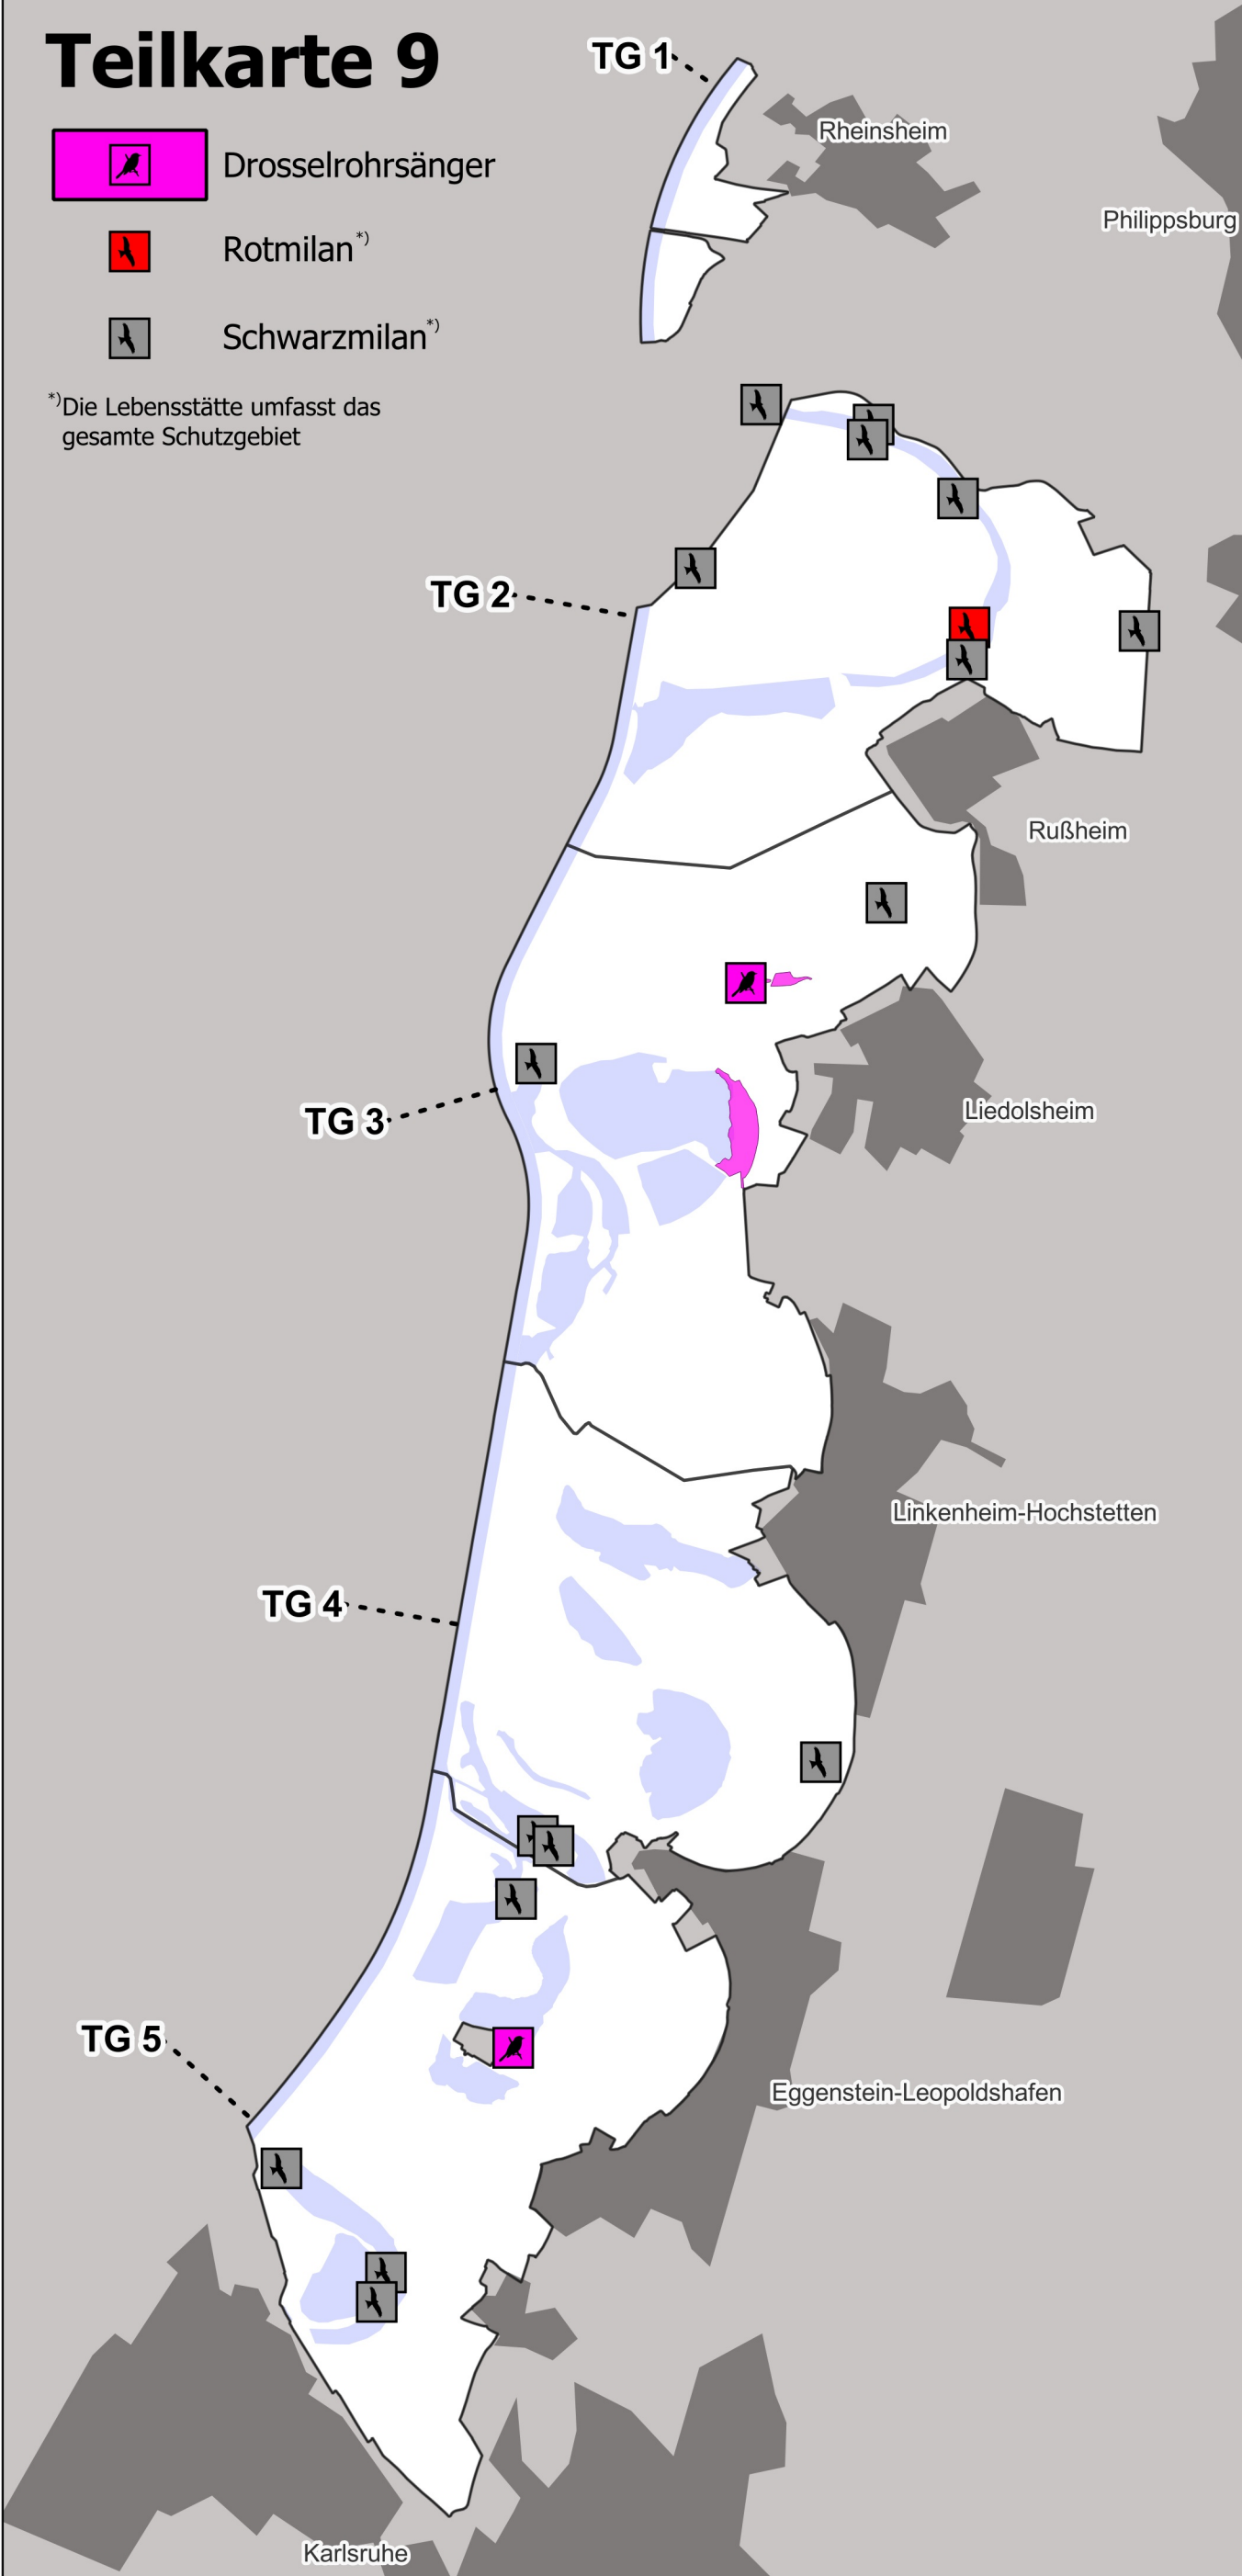 Teilkarte 9
TG 1
Rheinsheim
Drosselrohrsänger
Philippsburg
Rotmilan*)
Schwarzmilan*)
*)Die Lebensstätte umfasst das
gesamte Schutzgebiet
TG 2
Rußheim
TG 3
Liedolsheim
Linkenheim-Hochstetten
TG 4
TG 5
Eggenstein-Leopoldshafen
Karlsruhe